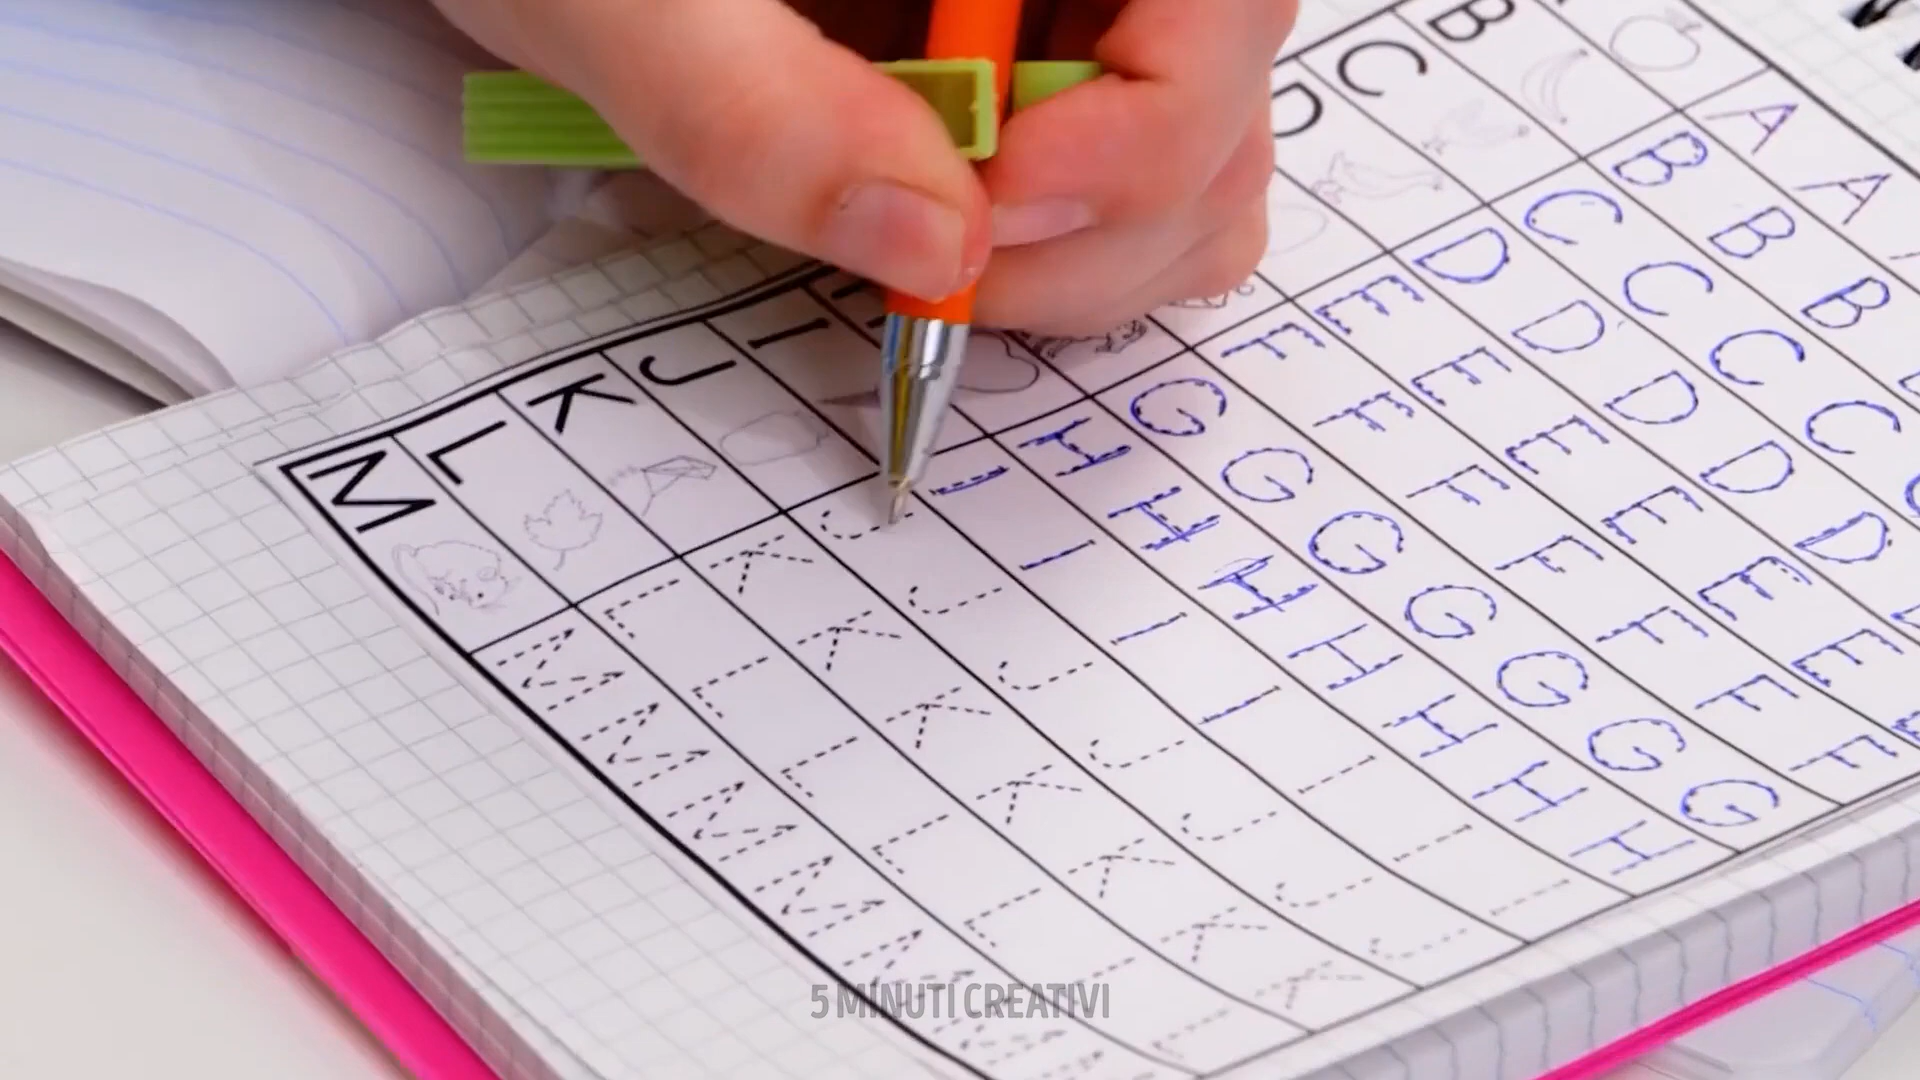 A A
B B B B
C C C C C
D D D D D D
E E E E E E
F F F F F F F
G G G G G G G
H H H H H H H
I I I I I I I I
J J J J J J J J
K K K K K K K K
L L L L L L L L
M M M M M M M M
5 MINUTI CREATIVI